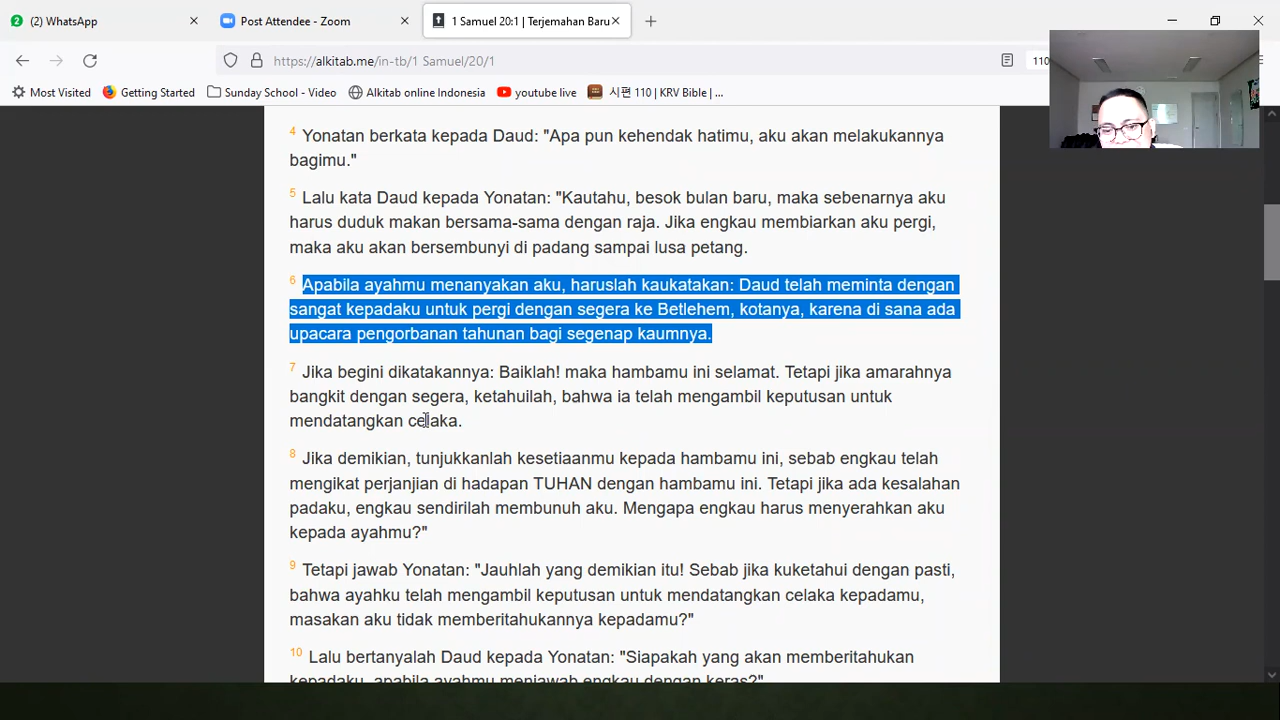 (2) WhatsApp
Post Attendee - Zoom
1 Samuel 20:1 | Terjemahan Baru
https://alkitab.me/in-tb/1 Samuel/20/1
110
Most Visited
Getting Started
Sunday School - Video
Alkitab online Indonesia
youtube live
시편 110 | KRV Bible | ...
4 Yonatan berkata kepada Daud: "Apa pun kehendak hatimu, aku akan melakukannya
bagimu."
5 Lalu kata Daud kepada Yonatan: "Kautahu, besok bulan baru, maka sebenarnya aku
harus duduk makan bersama-sama dengan raja. Jika engkau membiarkan aku pergi,
maka aku akan bersembunyi di padang sampai lusa petang.
6 Apabila ayahmu menanyakan aku, haruslah kaukatakan: Daud telah meminta dengan
sangat kepadaku untuk pergi dengan segera ke Betlehem, kotanya, karena di sana ada
upacara pengorbanan tahunan bagi segenap kaumnya.
7 Jika begini dikatakannya: Baiklah! maka hambamu ini selamat. Tetapi jika amarahnya
bangkit dengan segera, ketahuilah, bahwa ia telah mengambil keputusan untuk
mendatangkan celaka.
8 Jika demikian, tunjukkanlah kesetiaanmu kepada hambamu ini, sebab engkau telah
mengikat perjanjian di hadapan TUHAN dengan hambamu ini. Tetapi jika ada kesalahan
padaku, engkau sendirilah membunuh aku. Mengapa engkau harus menyerahkan aku
kepada ayahmu?"
9 Tetapi jawab Yonatan: "Jauhlah yang demikian itu! Sebab jika kuketahui dengan pasti,
bahwa ayahku telah mengambil keputusan untuk mendatangkan celaka kepadamu,
masakan aku tidak memberitahukannya kepadamu?"
10 Lalu bertanyalah Daud kepada Yonatan: "Siapakah yang akan memberitahukan
kepadaku, apabila ayahmu menjawab engkau dengan keras?"